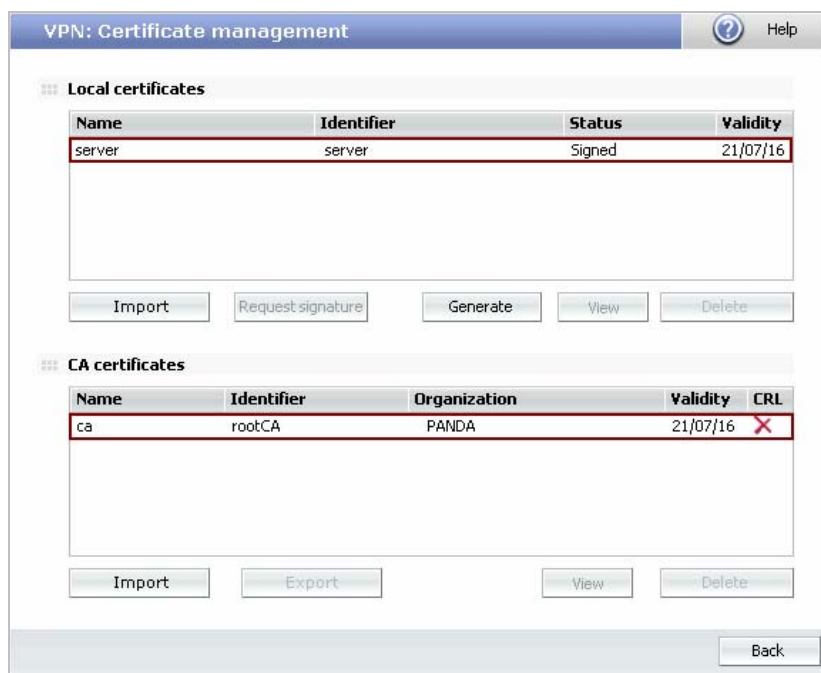 VPN: Certificate management ? Help
Local certificates
Name Identifier Status Validity
server server Signed 21/07/16
Import Request signature Generate View Delete
CA certificates
Name Identifier Organization Validity CRL
ca rootCA PANDA 21/07/16
Import Export View Delete
Back